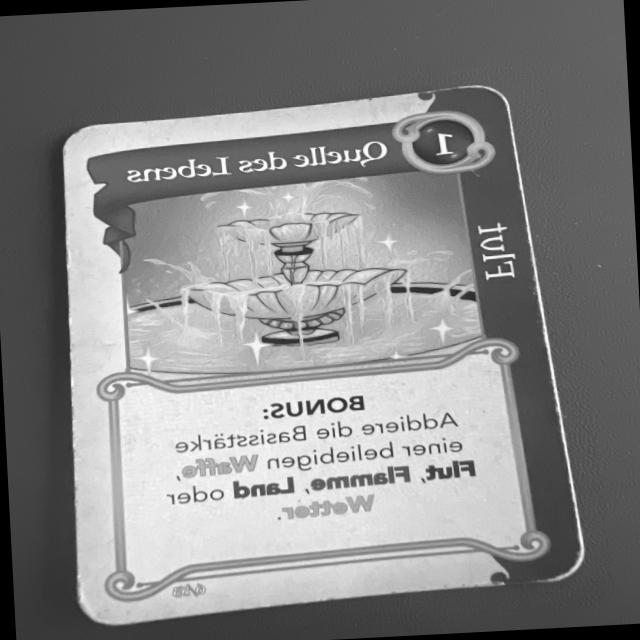 1
Quelle des Lebens
Flut
BONUS:
Addiere die Basisstärke
einer beliebigen Waffe,
Flut, Flamme, Land oder
Wetter.